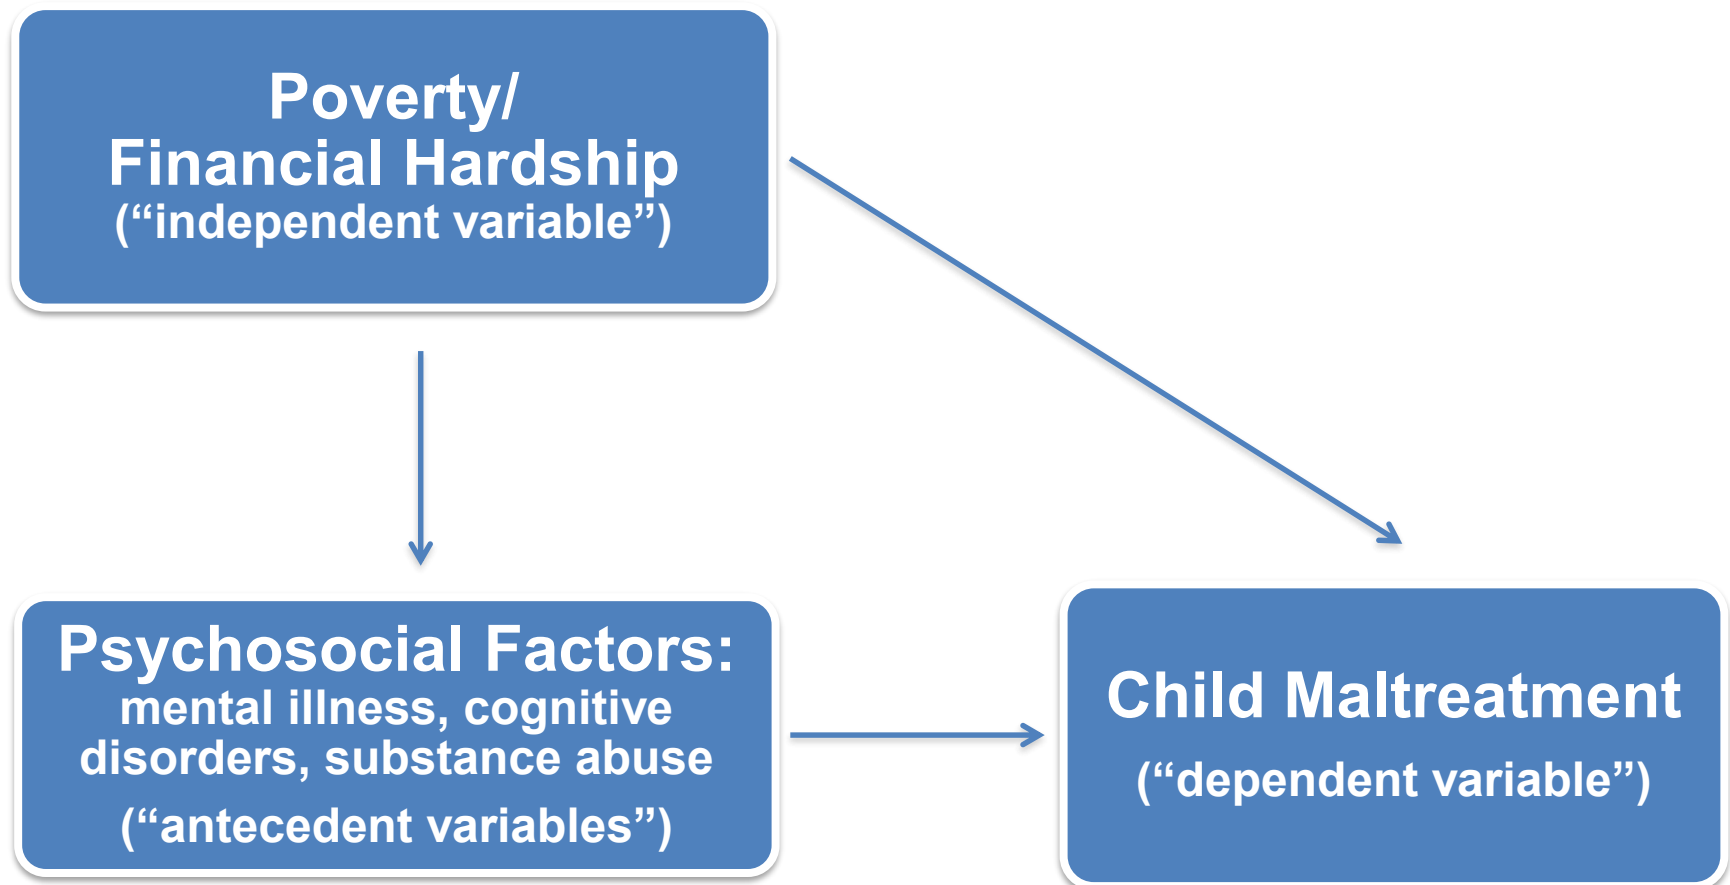 Poverty/
Financial Hardship
(“independent variable”)
Psychosocial Factors:
mental illness, cognitive
disorders, substance abuse
(“antecedent variables”)
Child Maltreatment
(“dependent variable”)